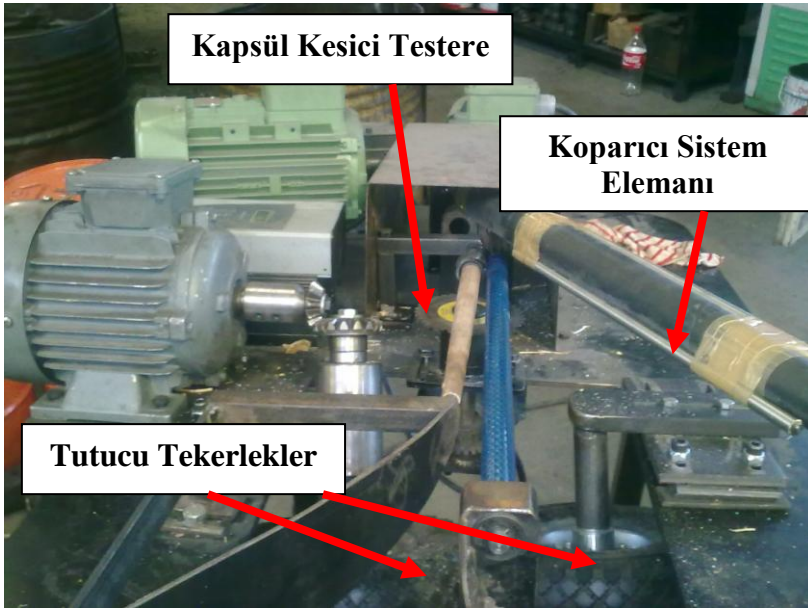 Kapsül Kesici Testere
Koparıcı Sistem
Elemanı
Tutucu Tekerlekler